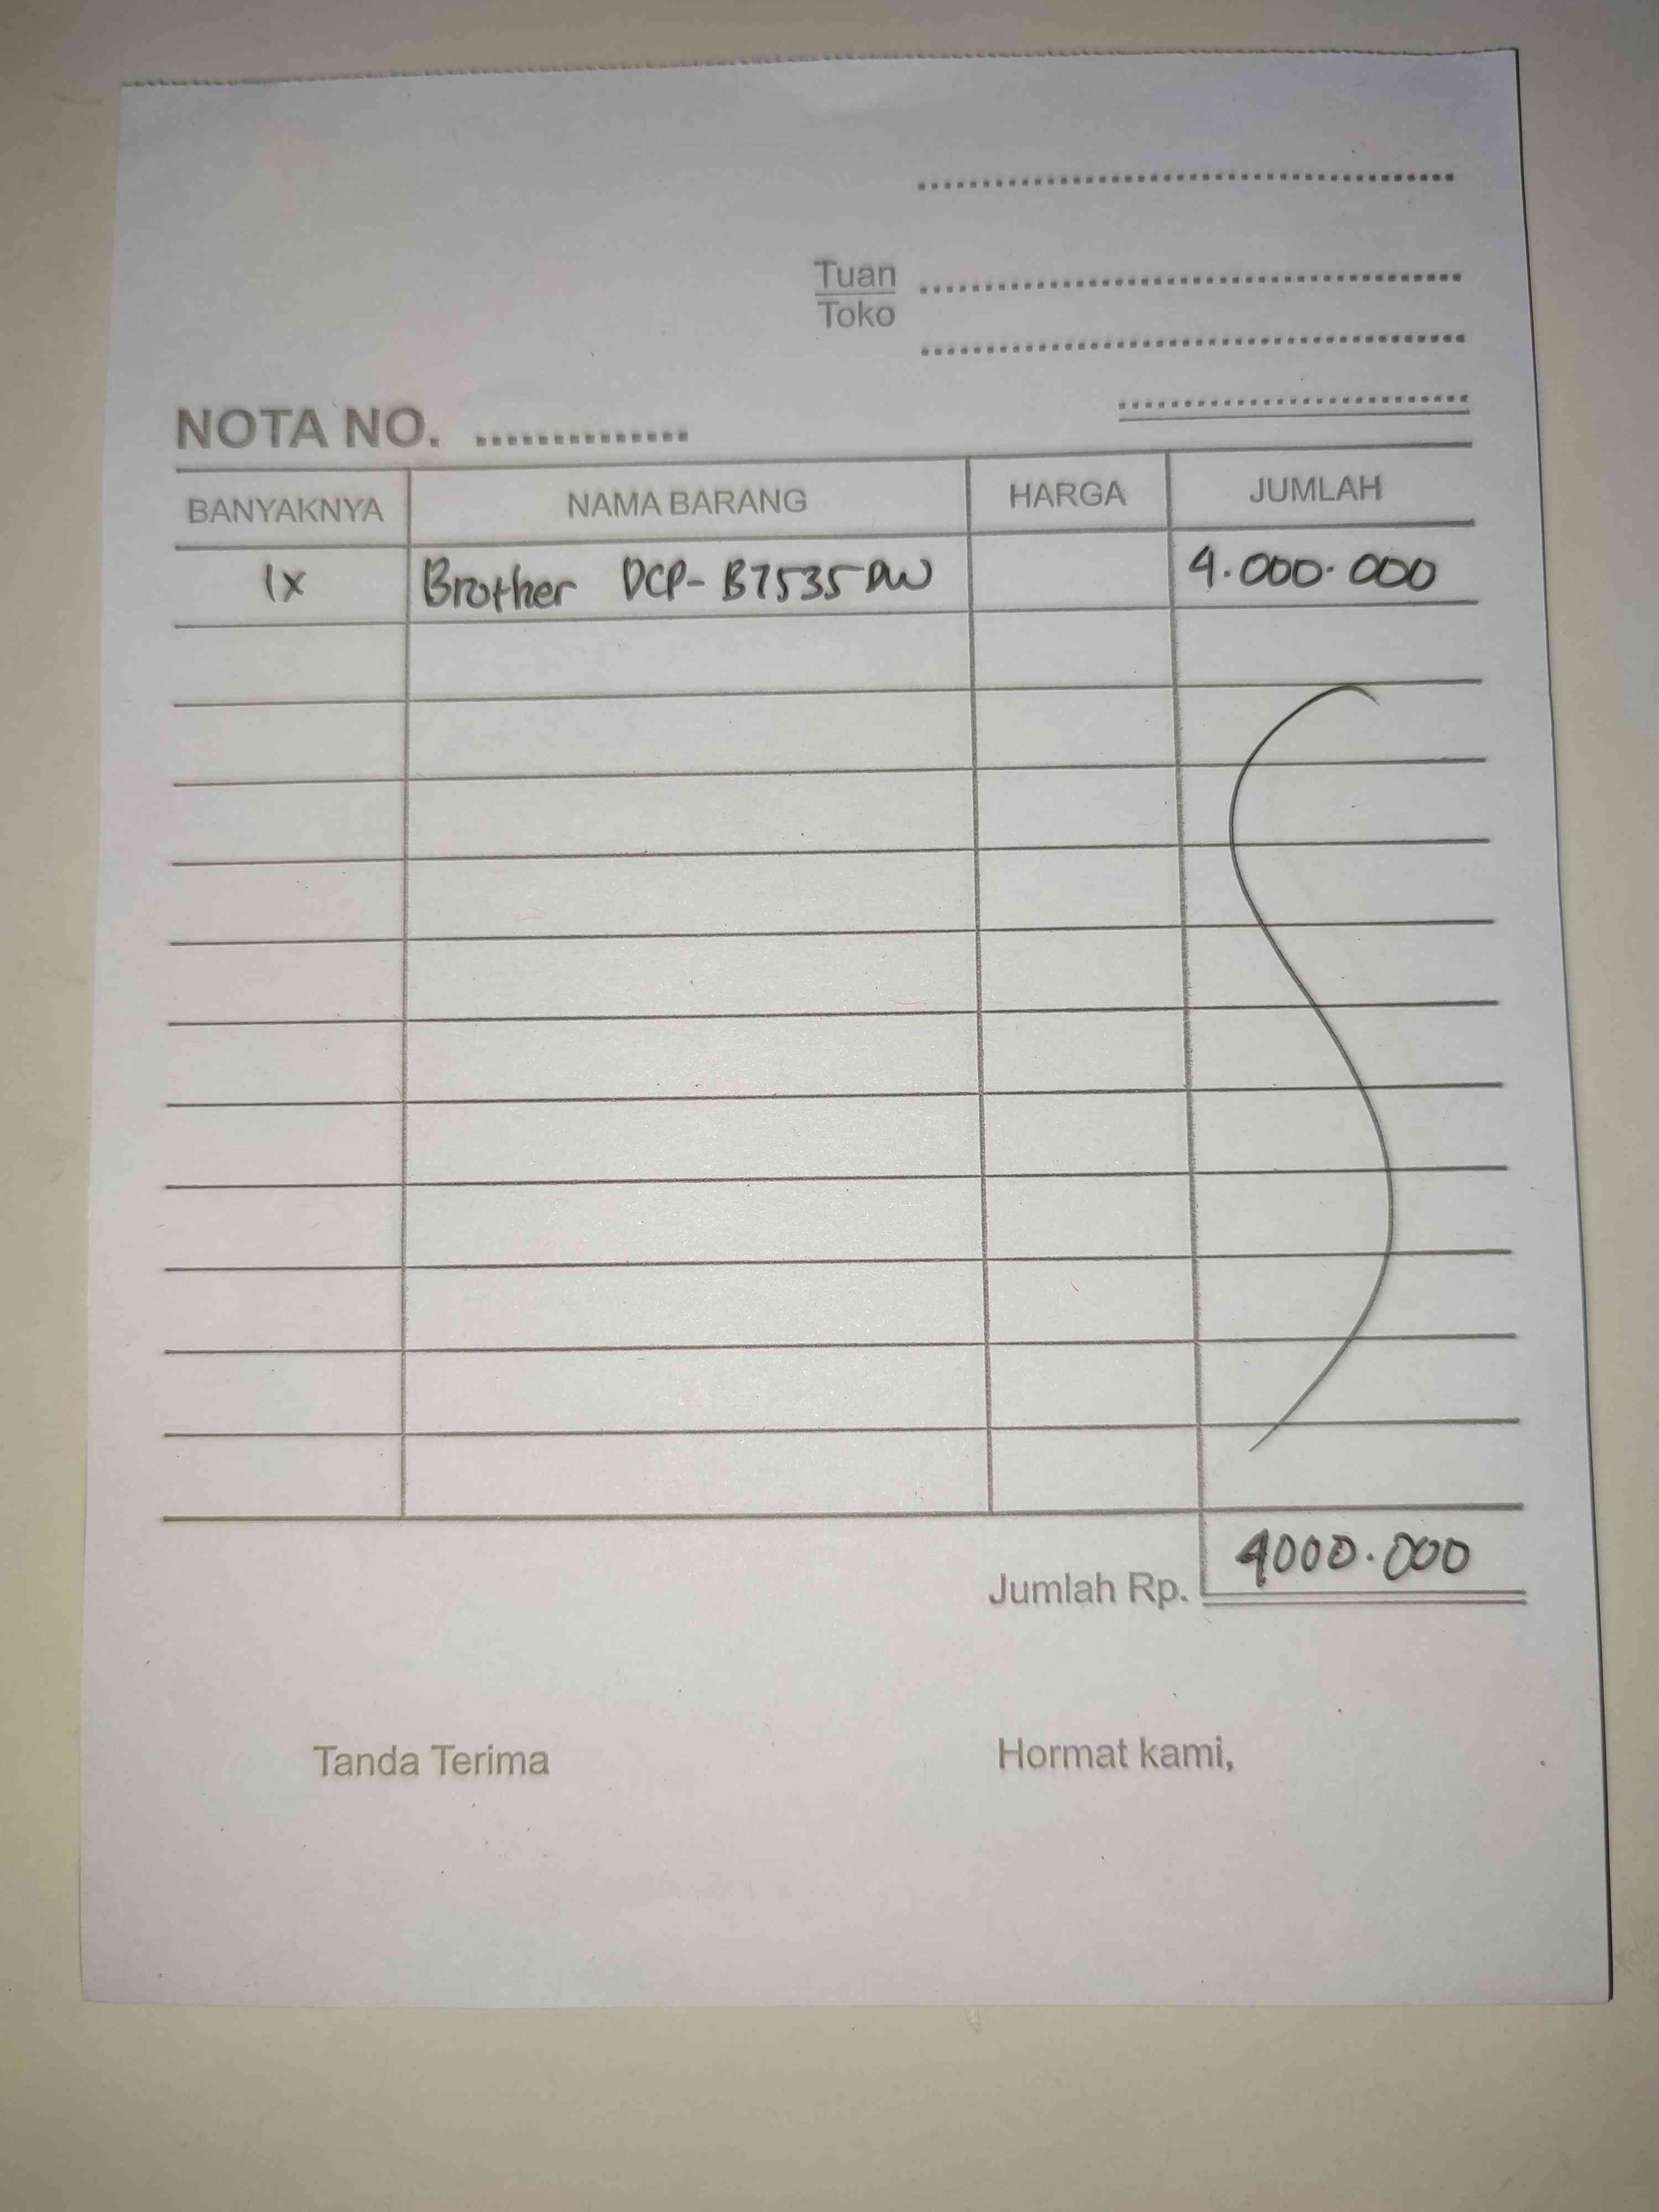 Tuan
Toko
NOTA NO. ..............
BANYAKNYA NAMA BARANG HARGA JUMLAH
1x Brother DCP-B7535DW 4.000.000
Jumlah Rp. 4000.000
Tanda Terima Hormat kami,